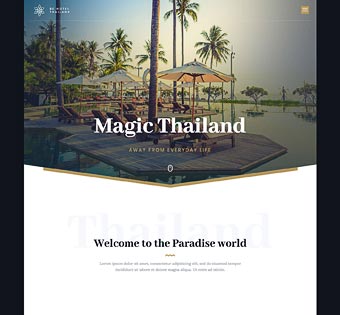 BE HOTEL
THAILAND
Magic Thailand
AWAY FROM EVERYDAY LIFE
Thailand
Welcome to the Paradise world
Lorem ipsum dolor sit amet, consectetur adipiscing elit, sed do eiusmod tempor
incididunt ut labore et dolore magna aliqua. Ut enim ad minim.